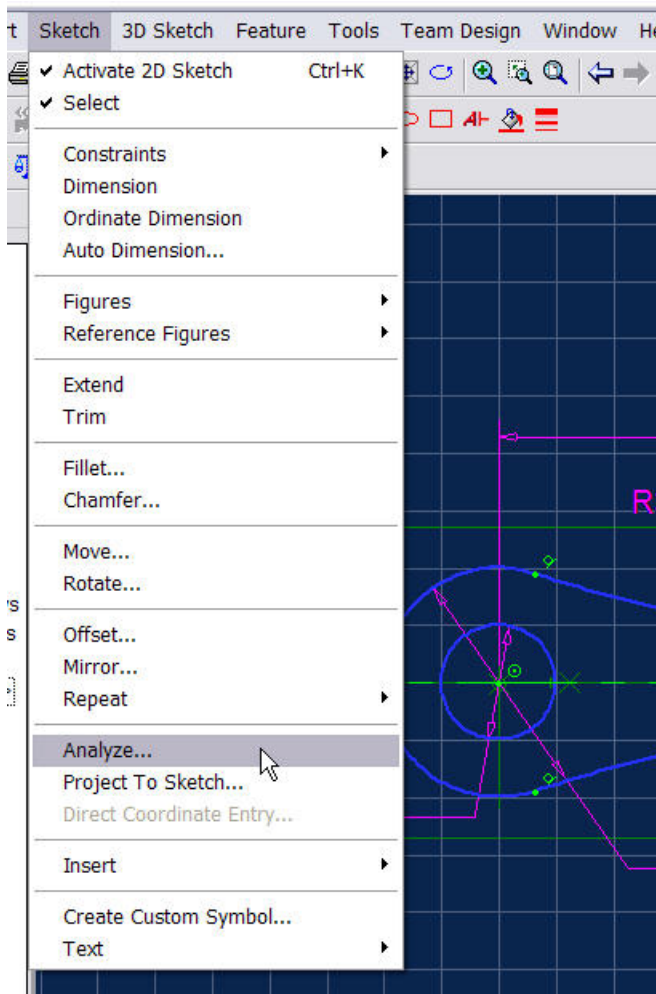 t Sketch 3D Sketch Feature Tools Team Design Window He
Activate 2D Sketch Ctrl+K
Select
Constraints
Dimension
Ordinate Dimension
Auto Dimension...
Figures
Reference Figures
Extend
Trim
Fillet...
Chamfer...
R
Move...
Rotate...
ws
s
Offset...
Mirror...
Repeat
Analyze...
Project To Sketch...
Direct Coordinate Entry...
Insert
Create Custom Symbol...
Text